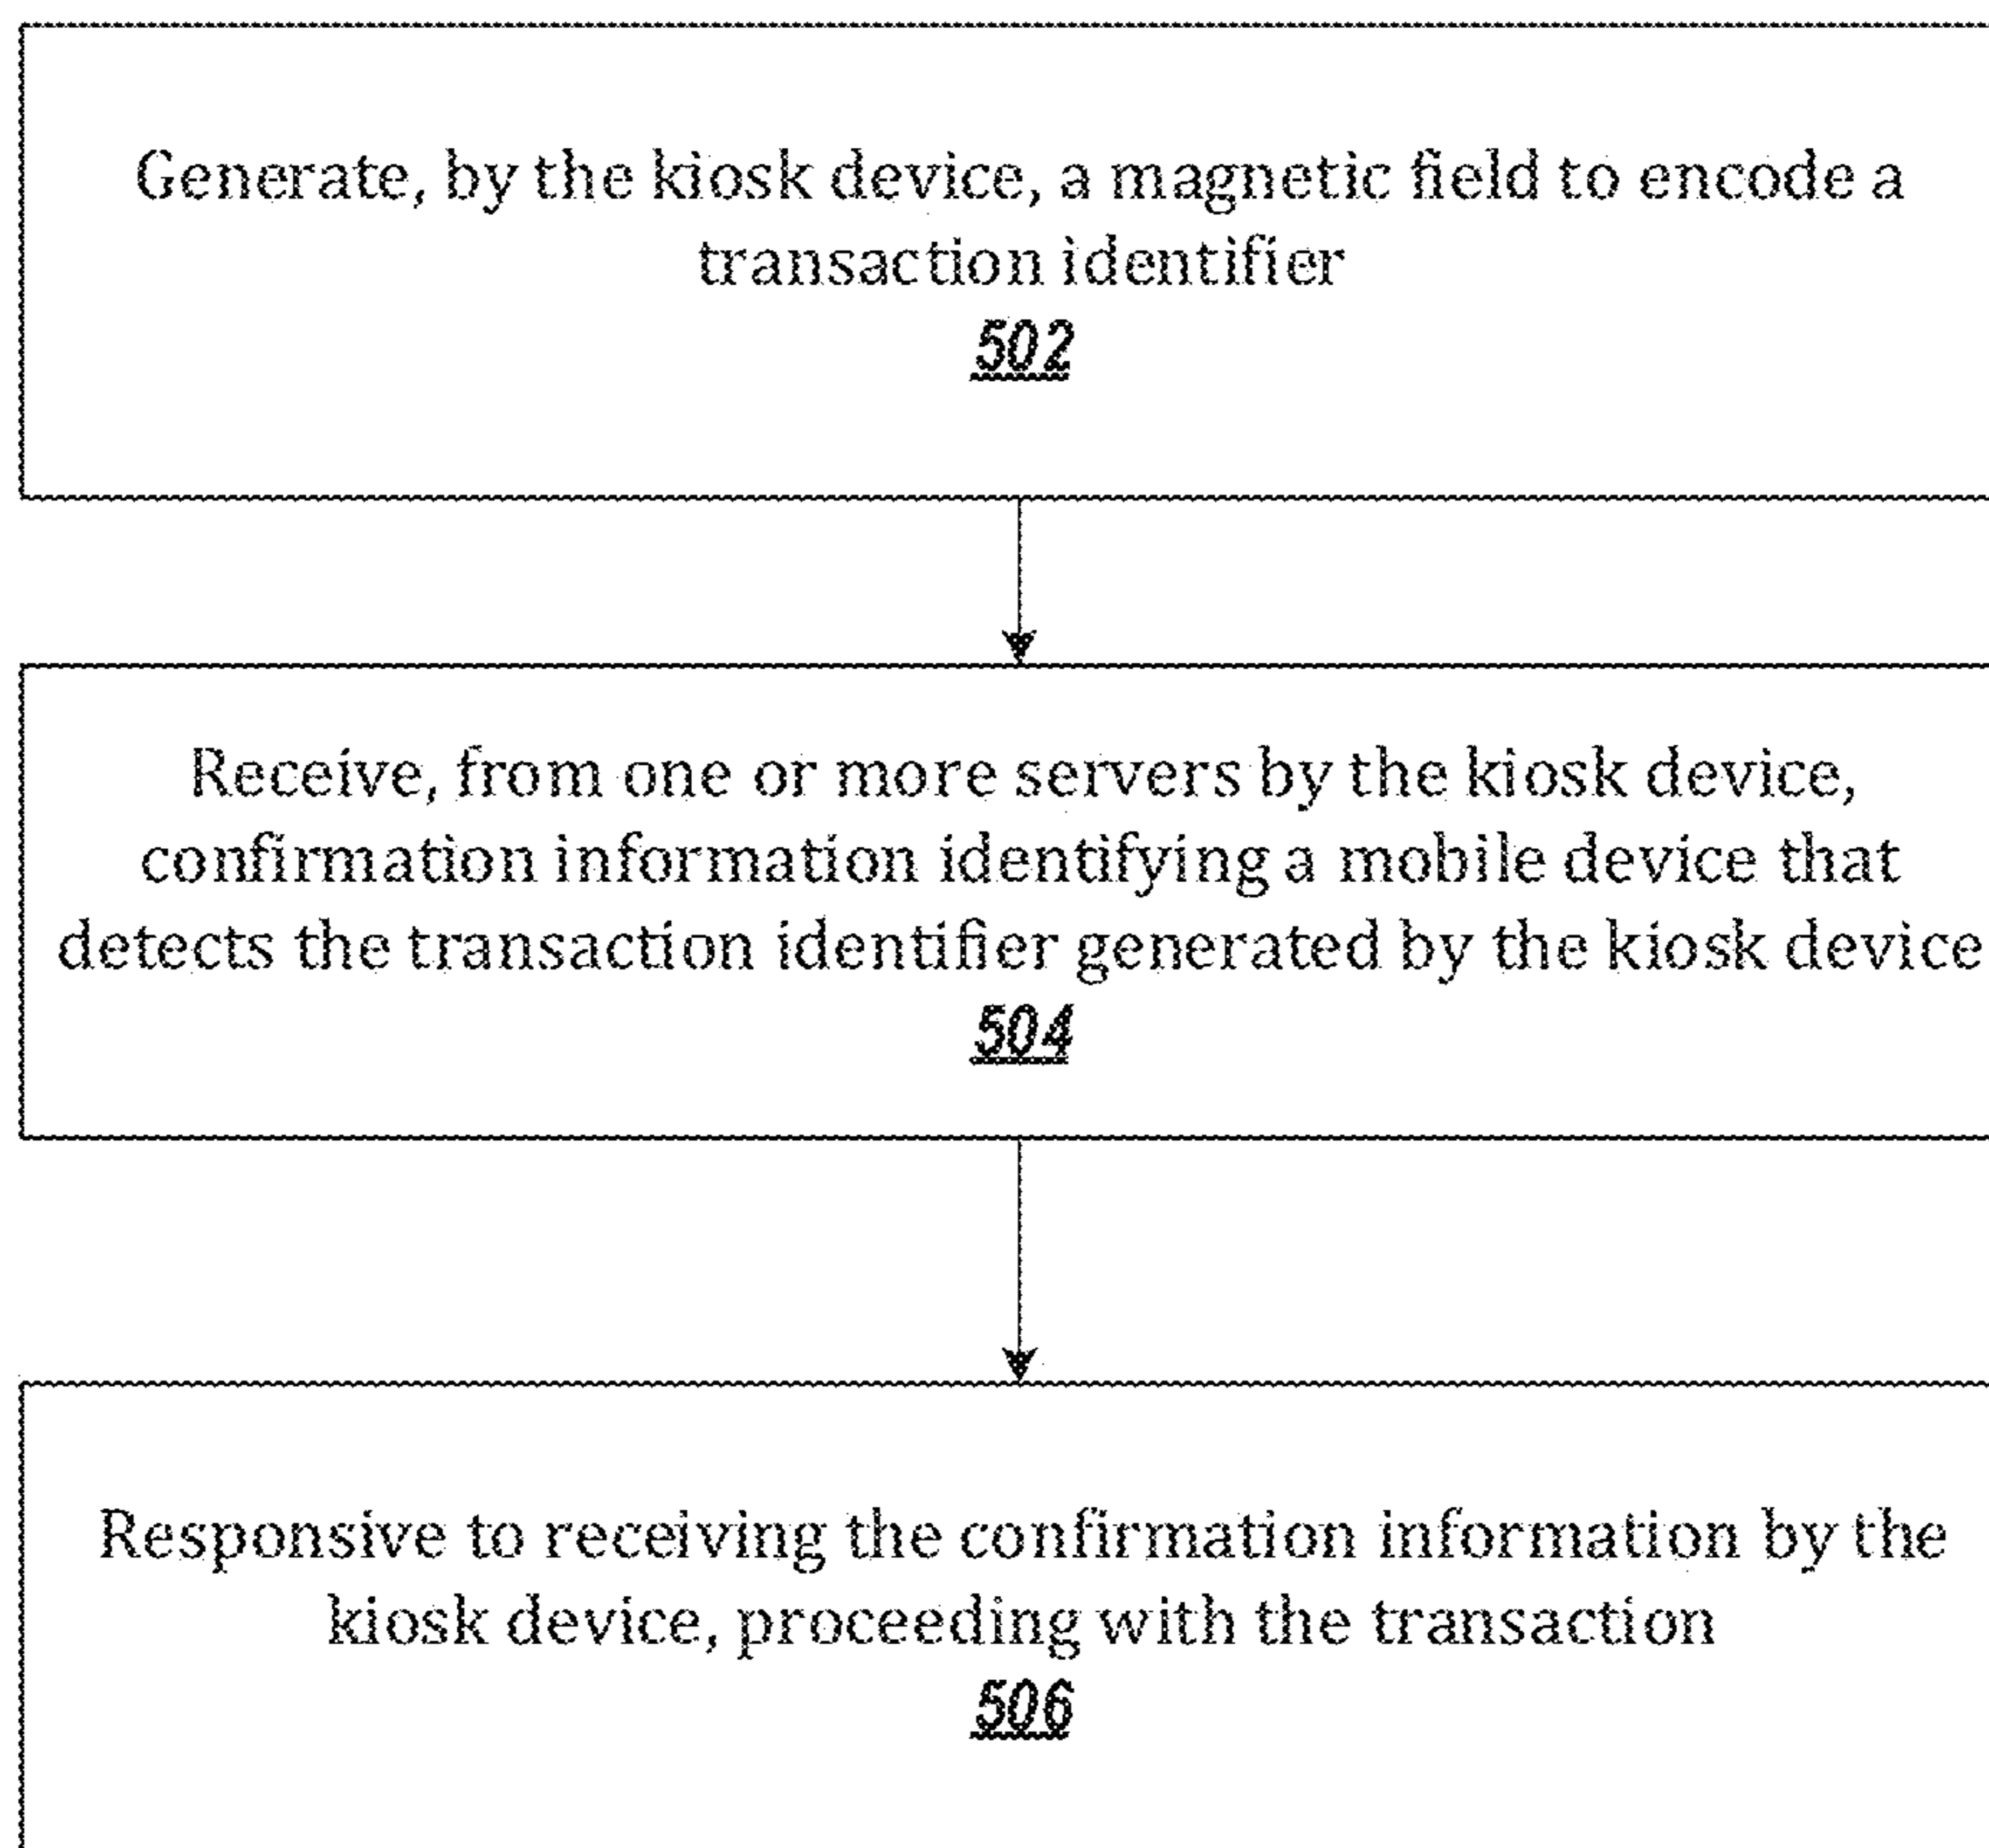 Generate, by the kiosk device, a magnetic field to encode a
transaction identifier
502
Receive, from one or more servers by the kiosk device,
confirmation information identifying a mobile device that
detects the transaction identifier generated by the kiosk device
504
Responsive to receiving the confirmation information by the
kiosk device, proceeding with the transaction
506